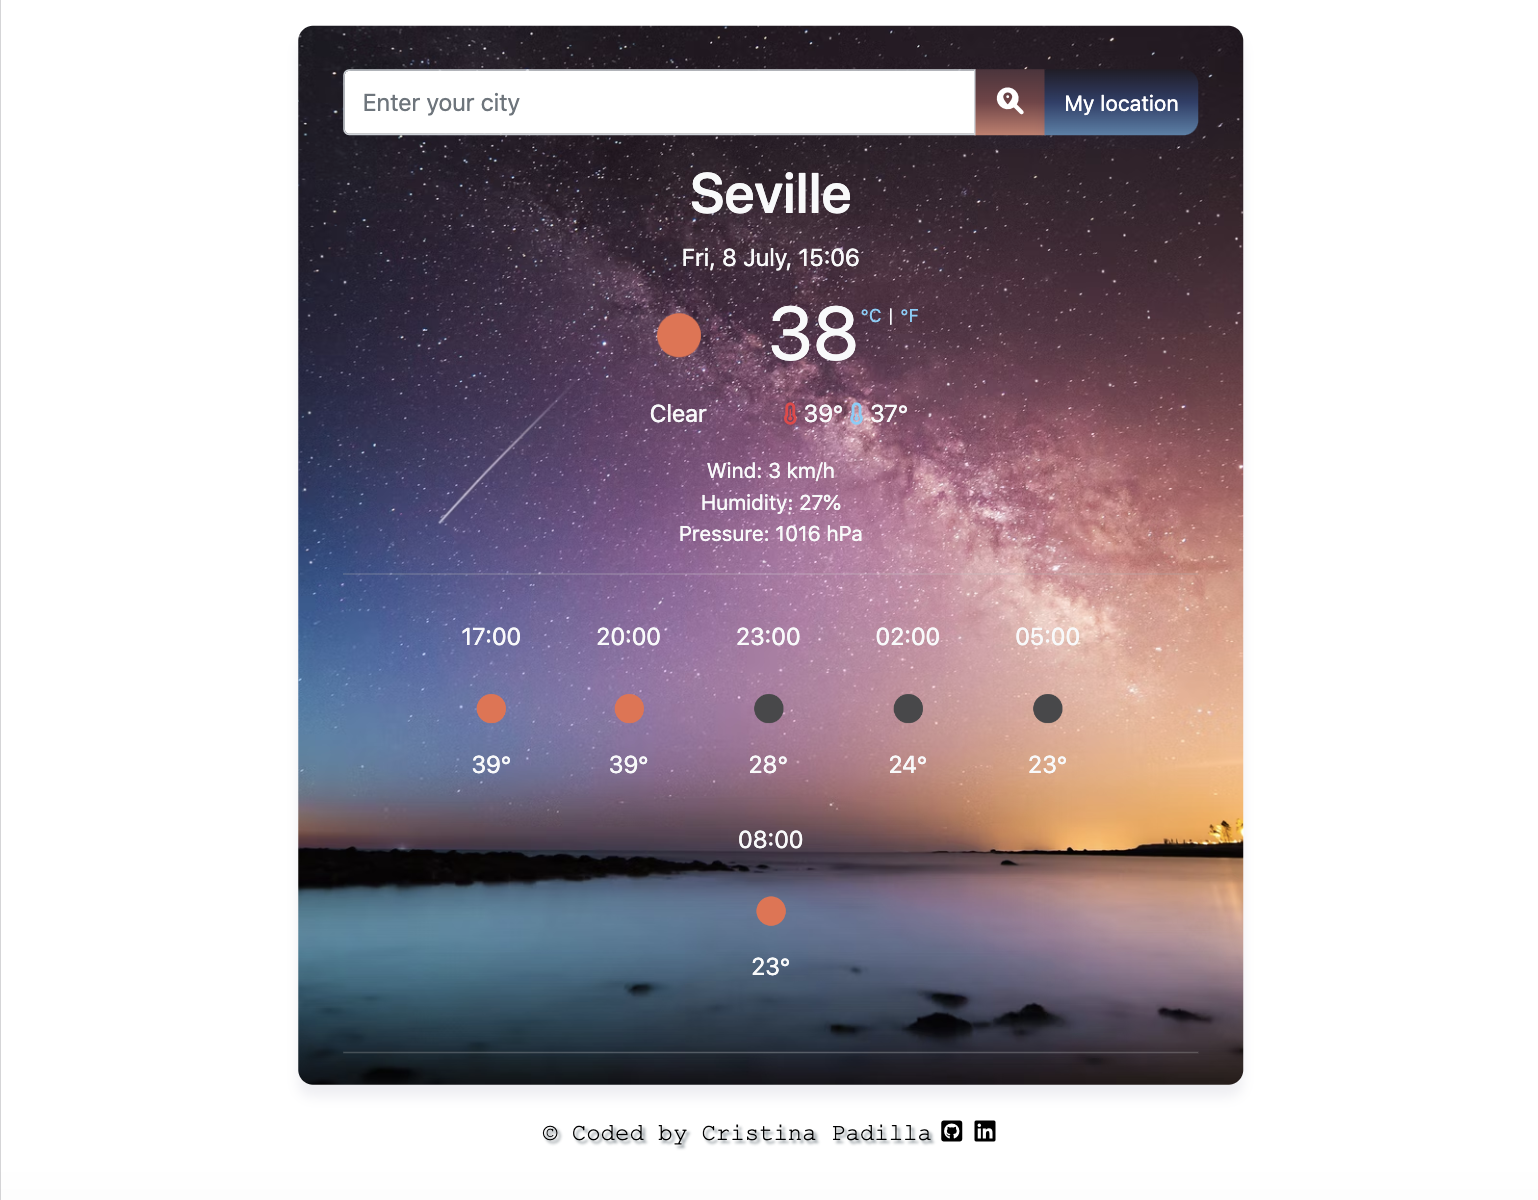 Enter your city
My location
Seville
Fri, 8 July, 15:06
38 °C | °F
Clear 39° 37°
Wind: 3 km/h
Humidity: 27%
Pressure: 1016 hPa
17:00 20:00 23:00 02:00 05:00
39° 39° 28° 24° 23°
08:00
23°
© Coded by Cristina Padilla in